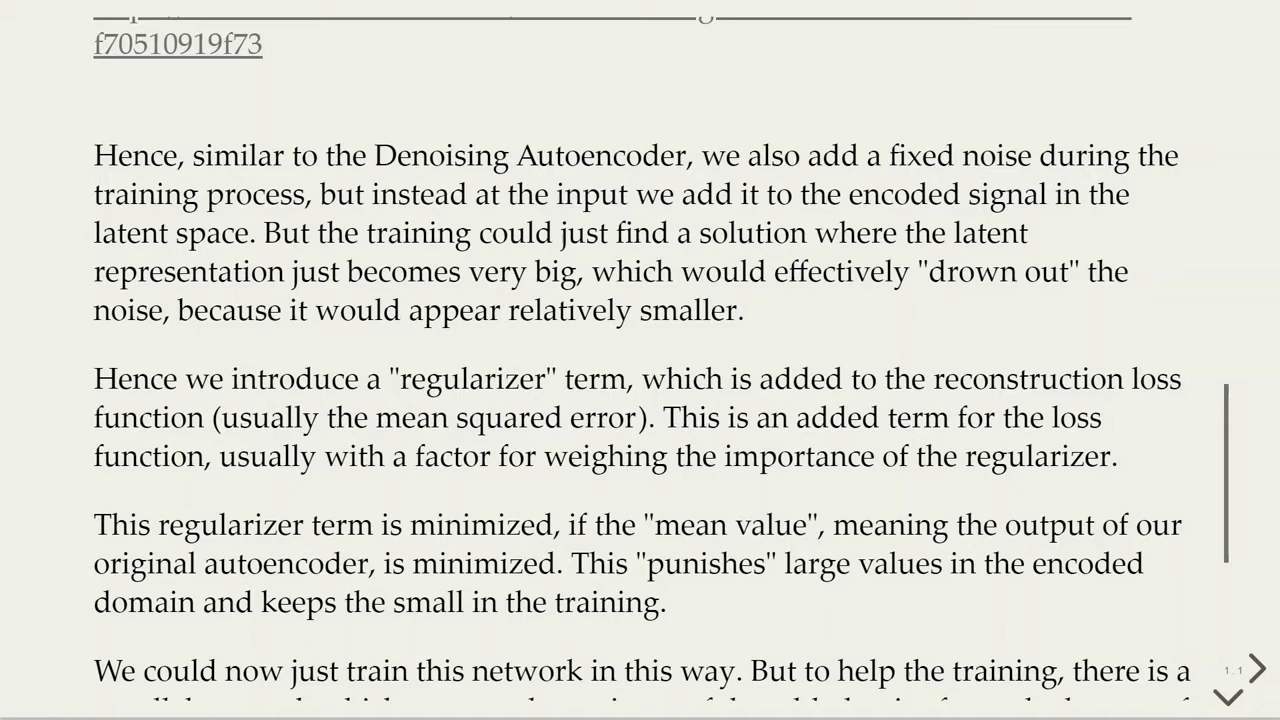 f70510919f73
Hence, similar to the Denoising Autoencoder, we also add a fixed noise during the
training process, but instead at the input we add it to the encoded signal in the
latent space. But the training could just find a solution where the latent
representation just becomes very big, which would effectively "drown out" the
noise, because it would appear relatively smaller.
Hence we introduce a "regularizer" term, which is added to the reconstruction loss
function (usually the mean squared error). This is an added term for the loss
function, usually with a factor for weighing the importance of the regularizer.
This regularizer term is minimized, if the "mean value", meaning the output of our
original autoencoder, is minimized. This "punishes" large values in the encoded
domain and keeps the small in the training.
We could now just train this network in this way. But to help the training, there is a
1.1